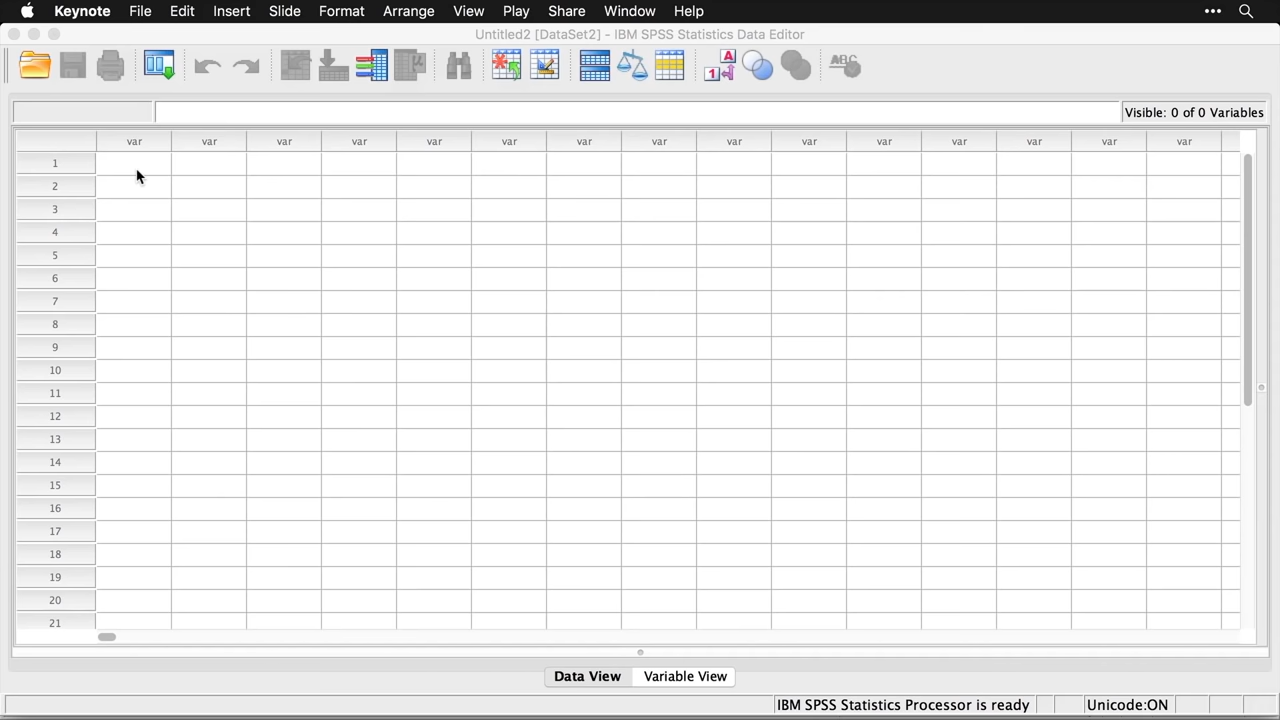 Keynote File Edit Insert Slide Format Arrange View Play Share Window Help
Untitled2 [DataSet2] - IBM SPSS Statistics Data Editor
A
1
ABC
Visible: 0 of 0 Variables
var var var var var var var var var var var var var var var
1
2
3
4
5
6
7
8
9
10
11
12
13
14
15
16
17
18
19
20
21
Data View Variable View
IBM SPSS Statistics Processor is ready Unicode:ON